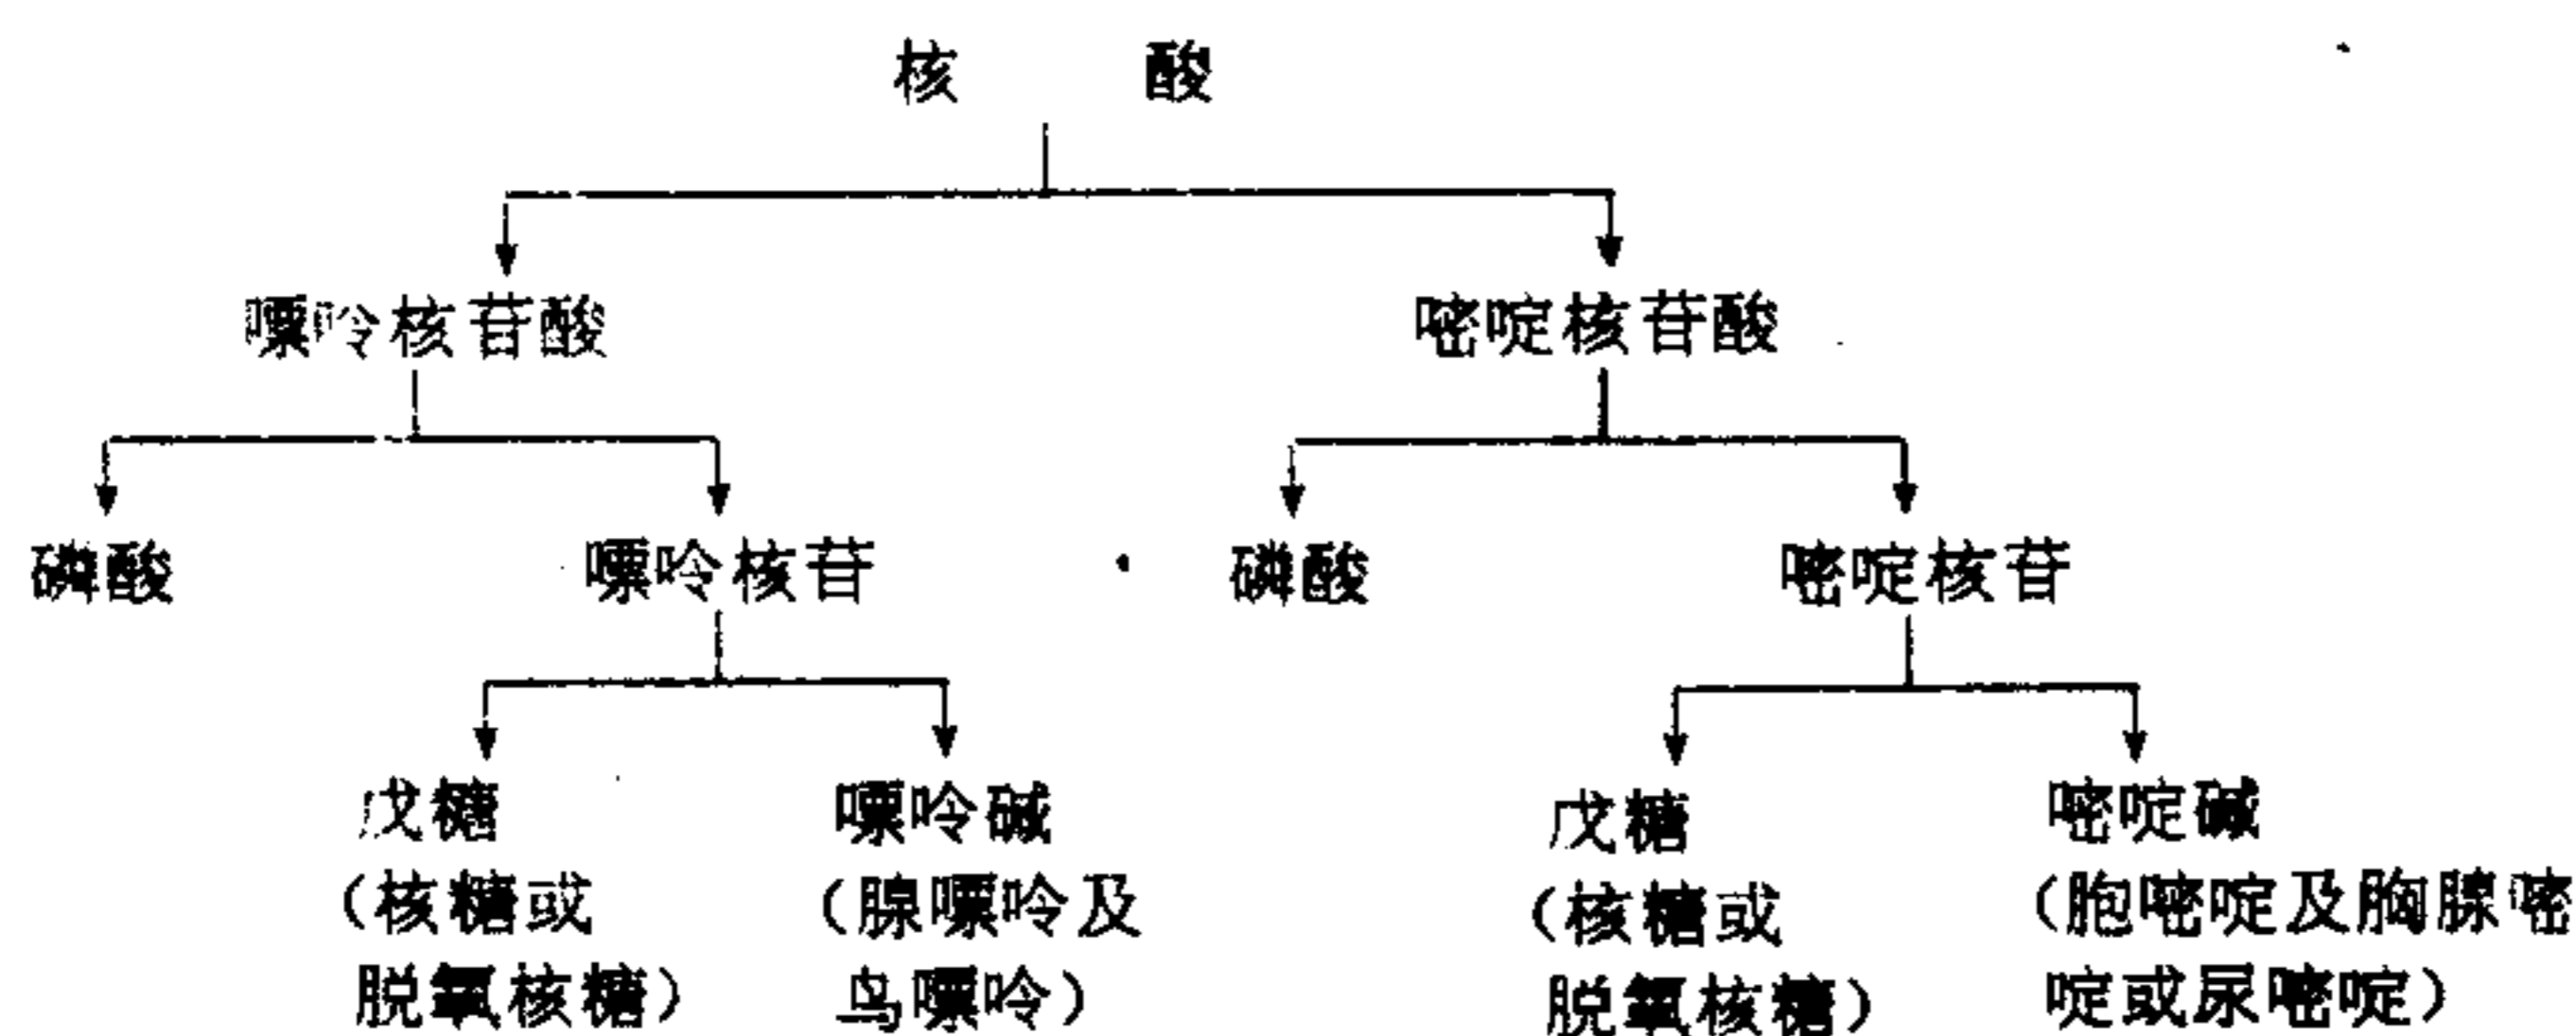 核 酸
嘌呤核苷酸 嘧啶核苷酸
磷酸 嘌呤核苷 磷酸 嘧啶核苷
戊糖 嘌呤碱 戊糖 嘧啶碱
（核糖或 （腺嘌呤及 （核糖或 （胞嘧啶及胸腺嘧
脱氧核糖） 鸟嘌呤） 脱氧核糖） 啶或尿嘧啶）